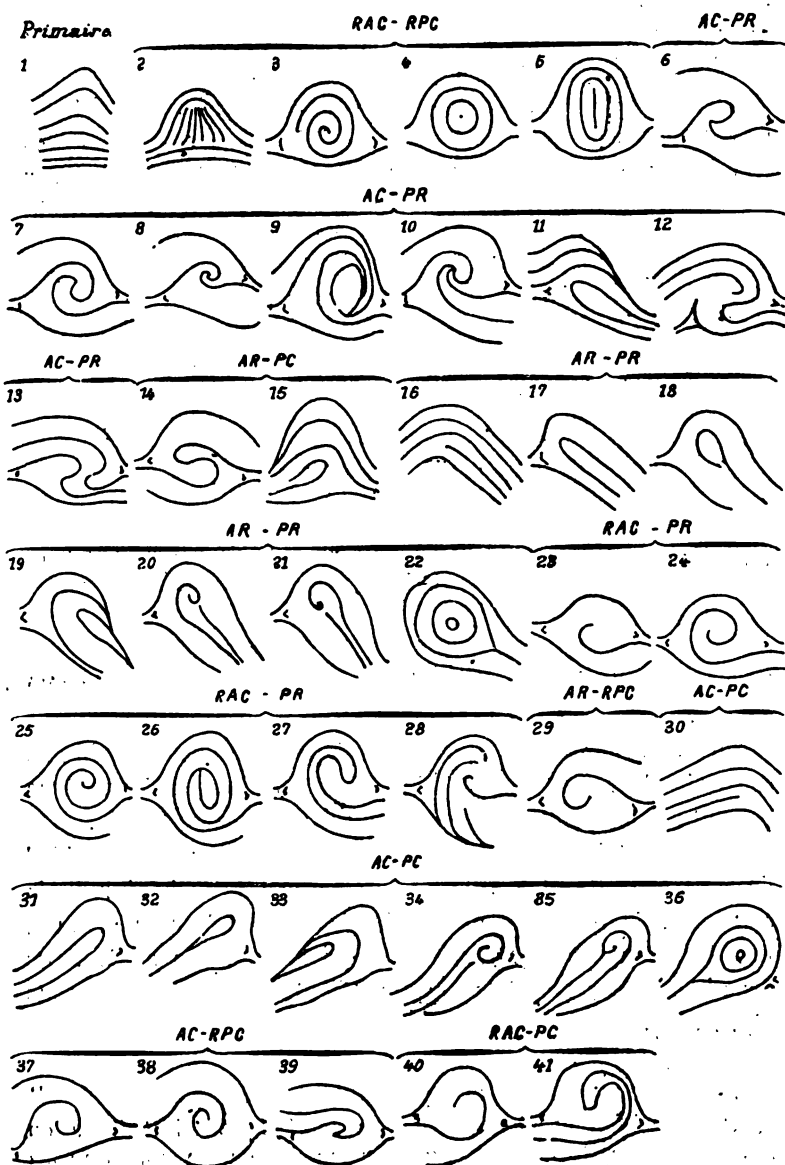 Primeira RAC-RPC AC-PR
1 2 3 4 5 6
AC-PR
7 8 9 10 11 12
AC-PR AR-PC AR-PR
13 14 15 16 17 18
AR-PR RAC-PR
19 20 21 22 23 24
RAC-PR AR-RPC AC-PC
25 26 27 28 29 30
AC-PC
31 32 33 34 35 36
AC-RPC RAC-PC
37 38 39 40 41